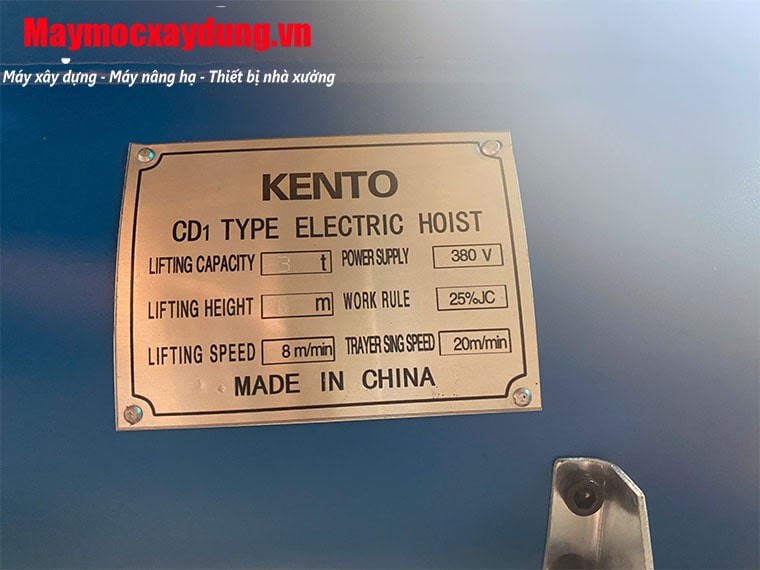 Maymocxaydung.vn
Máy xây dựng - Máy nâng hạ - Thiết bị nhà xưởng
KENTO
CD1 TYPE ELECTRIC HOIST
LIFTING CAPACITY 3 t POWER SUPPLY 380 V
LIFTING HEIGHT m WORK RULE 25%JC
LIFTING SPEED 8 m/min TRAYER SING SPEED 20m/min
MADE IN CHINA